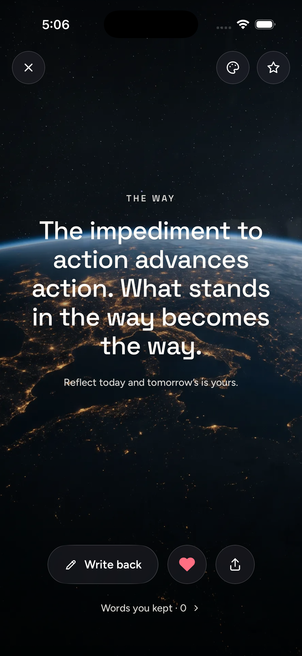 5:06
THE WAY
The impediment to
action advances
action. What stands
in the way becomes
the way.
Reflect today and tomorrow's is yours.
Write back
Words you kept · 0